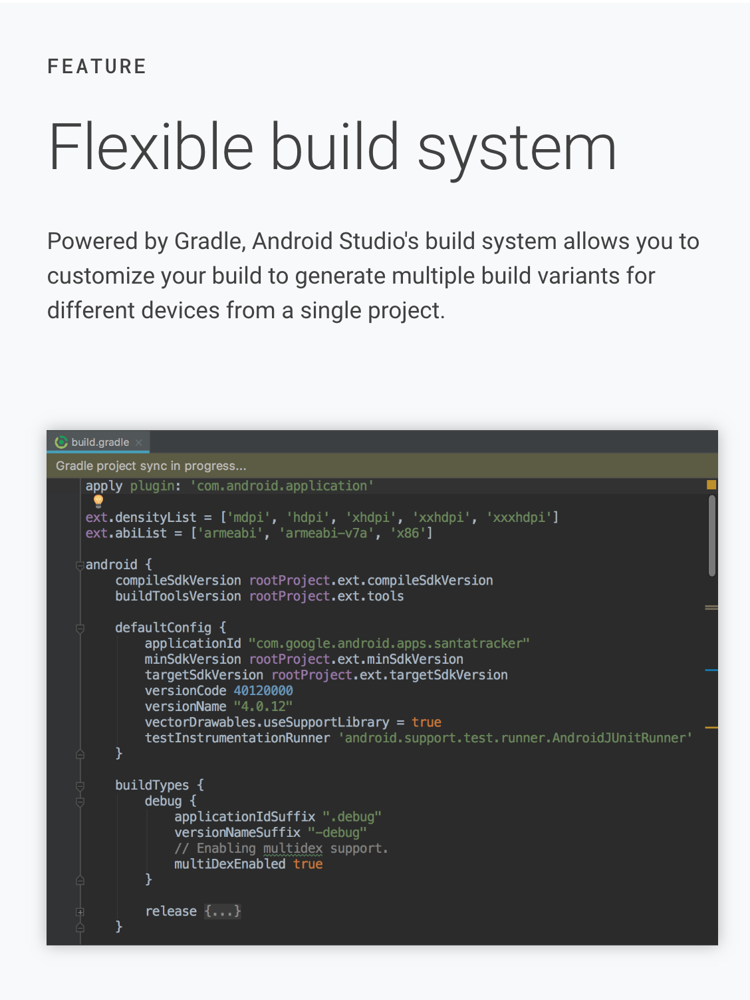 FEATURE
Flexible build system
Powered by Gradle, Android Studio's build system allows you to
customize your build to generate multiple build variants for
different devices from a single project.
build.gradle
Gradle project sync in progress...
apply plugin: 'com.android.application'
ext.densityList = ['mdpi', 'hdpi', 'xhdpi', 'xxhdpi', 'xxxhdpi']
ext.abiList = ['armeabi', 'armeabi-v7a', 'x86']
android {
    compileSdkVersion rootProject.ext.compileSdkVersion
    buildToolsVersion rootProject.ext.tools
    defaultConfig {
        applicationId "com.google.android.apps.santatracker"
        minSdkVersion rootProject.ext.minSdkVersion
        targetSdkVersion rootProject.ext.targetSdkVersion
        versionCode 40120000
        versionName "4.0.12"
        vectorDrawables.useSupportLibrary = true
        testInstrumentationRunner 'android.support.test.runner.AndroidJUnitRunner'
    }
    buildTypes {
        debug {
            applicationIdSuffix ".debug"
            versionNameSuffix "-debug"
            // Enabling multidex support.
            multiDexEnabled true
        }
        release {...}
    }